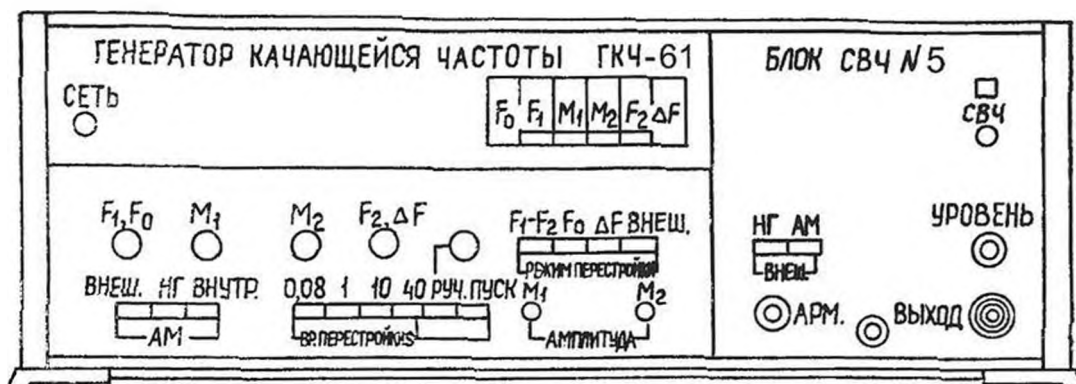 ГЕНЕРАТОР КАЧАЮЩЕЙСЯ ЧАСТОТЫ ГКЧ-61
СЕТЬ
F₀ F₁ M₁ M₂ F₂ ΔF
F₁,F₀ M₁ M₂ F₂,ΔF
F₁-F₂ F₀ ΔF ВНЕШ.
РЕЖИМ ПЕРЕСТРОЙКИ
ВНЕШ. НГ ВНУТР.
АМ
0,08 1 10 40 РУЧ. ПУСК
ВР.ПЕРЕСТРОЙКИS
M₁ M₂
АМПЛИТУДА
БЛОК СВЧ N5
СВЧ
НГ АМ
ВНЕШ.
УРОВЕНЬ
АРМ.
ВЫХОД